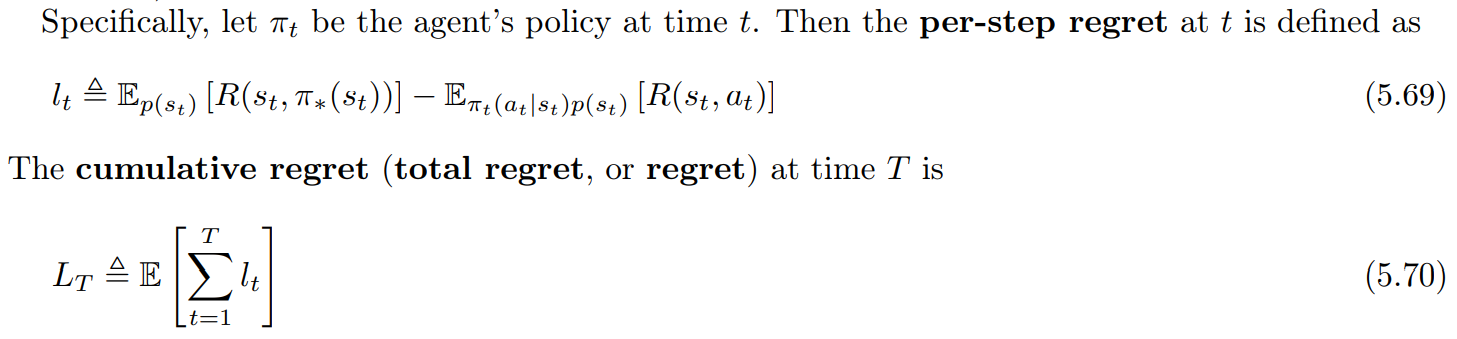 Specifically, let π_t be the agent's policy at time t. Then the per-step regret at t is defined as
l_t ≜ 𝔼_{p(s_t)} [R(s_t, π_*(s_t))] − 𝔼_{π_t(a_t|s_t)p(s_t)} [R(s_t, a_t)] (5.69)
The cumulative regret (total regret, or regret) at time T is
L_T ≜ 𝔼 [∑_{t=1}^{T} l_t] (5.70)